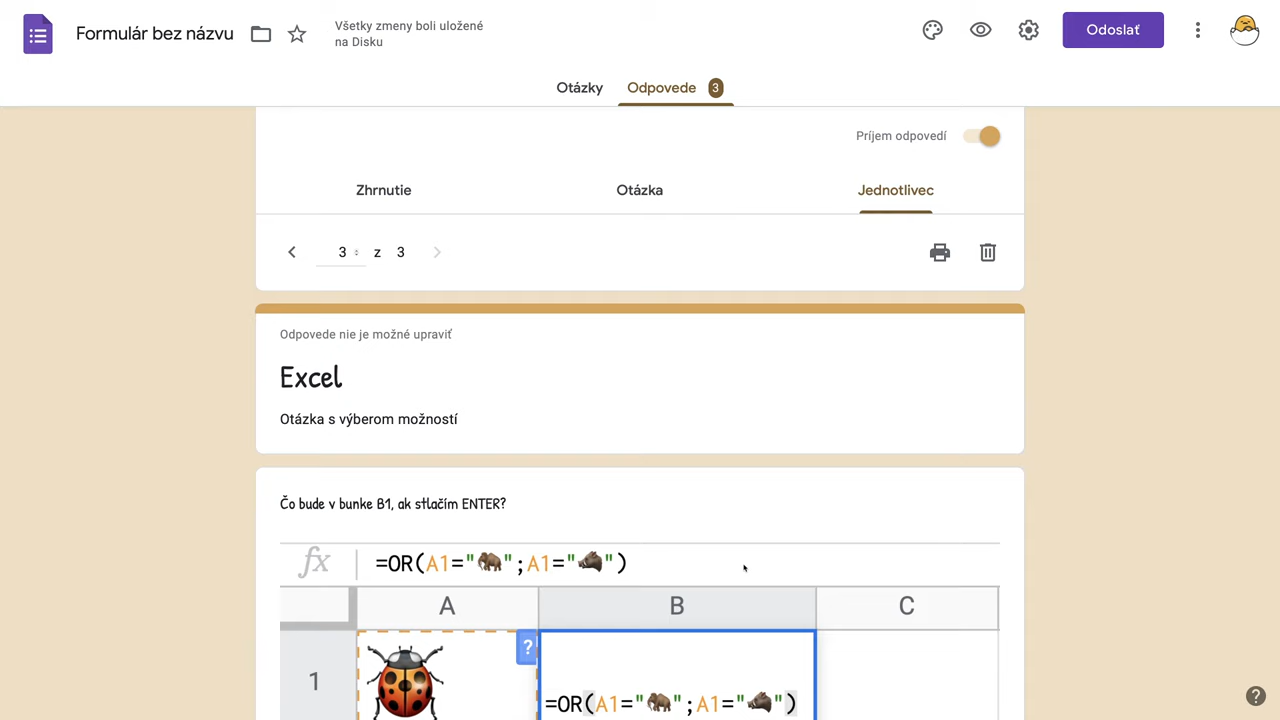 Formulár bez názvu
Všetky zmeny boli uložené
na Disku
Odoslať
Otázky
Odpovede 3
Príjem odpovedí
Zhrnutie
Otázka
Jednotlivec
3 z 3
Odpovede nie je možné upraviť
Excel
Otázka s výberom možností
Čo bude v bunke B1, ak stlačím ENTER?
fx =OR(A1="🦣";A1="🐗")
A B C
?
1
=OR(A1="🦣";A1="🐗")
?